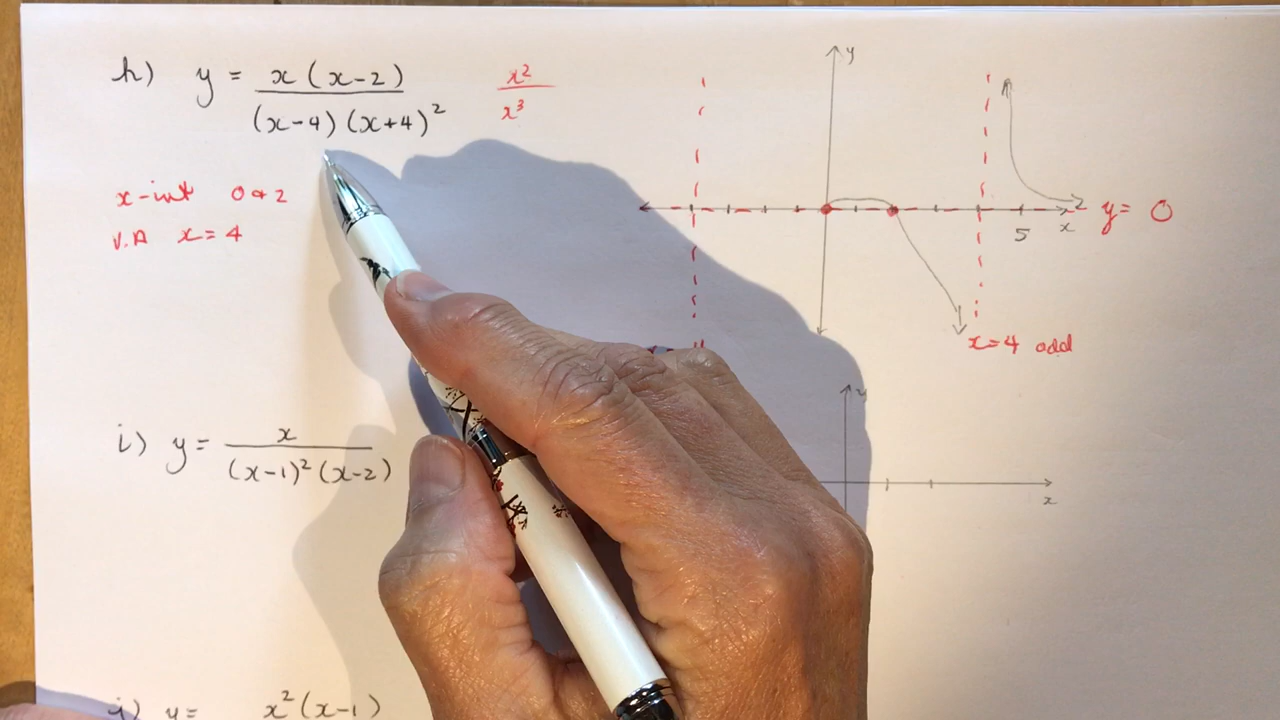 h) y = x(x-2) / (x-4)(x+4)²
x² / x³
x-int 0 & 2
V.A x = 4
y
5
x
y = 0
x=4 odd
i) y = x / (x-1)²(x-2)
y
x
j) y = x²(x-1)